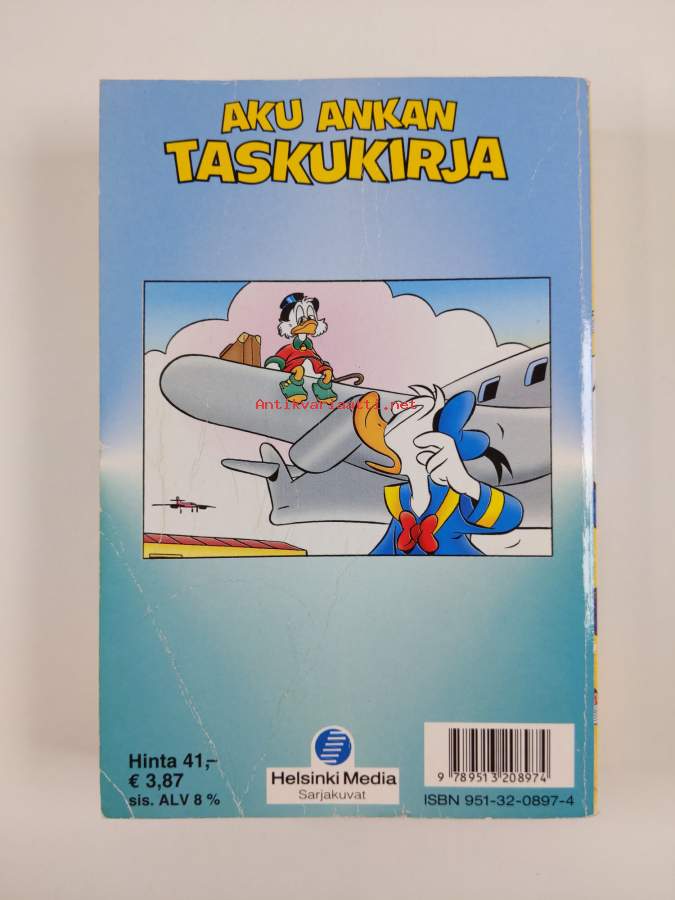 AKU ANKAN
TASKUKIRJA
Antikvariaatti.net
Hinta 41,-
€ 3,87
sis. ALV 8 %
Helsinki Media
Sarjakuvat
9 789513 208974
ISBN 951-32-0897-4